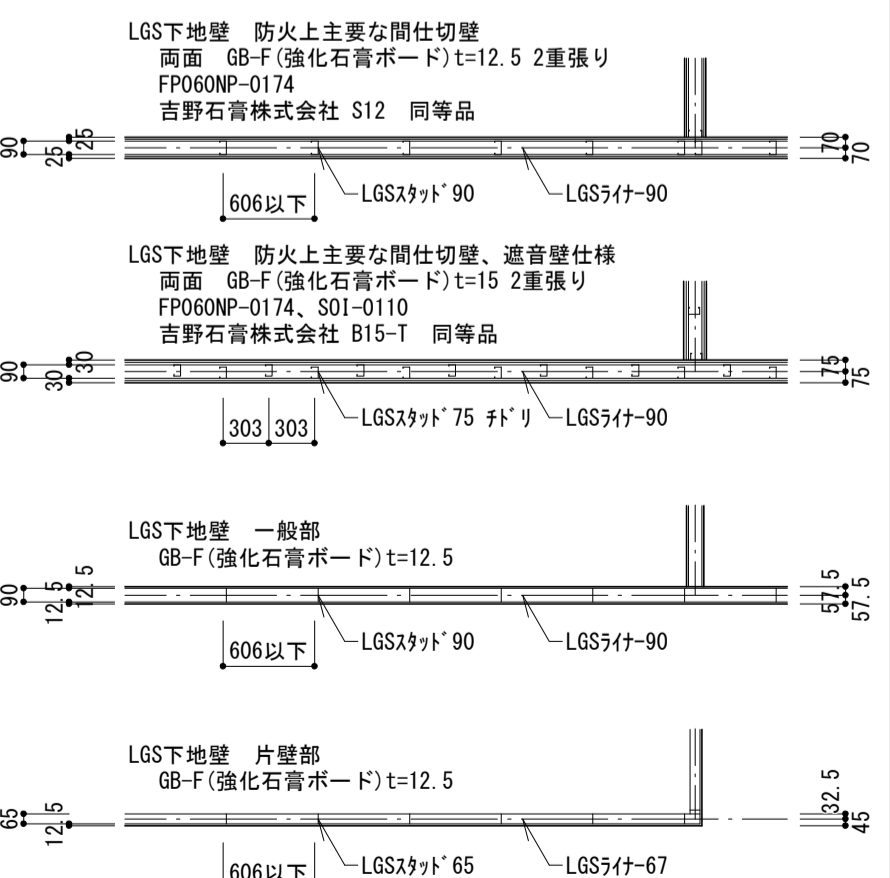 LGS下地壁　防火上主要な間仕切壁
両面　GB-F(強化石膏ボード)t=12.5 2重張り
FP060NP-0174
吉野石膏株式会社 S12　同等品
90
25
25
70
70
606以下
LGSｽﾀｯﾄﾞ90
LGSﾗｲﾅｰ90
LGS下地壁　防火上主要な間仕切壁、遮音壁仕様
両面　GB-F(強化石膏ボード)t=15 2重張り
FP060NP-0174、SOI-0110
吉野石膏株式会社 B15-T　同等品
90
30
30
75
75
303
303
LGSｽﾀｯﾄﾞ75 ﾁﾄﾞﾘ
LGSﾗｲﾅｰ90
LGS下地壁　一般部
GB-F(強化石膏ボード)t=12.5
90
12.5
12.5
57.5
57.5
606以下
LGSｽﾀｯﾄﾞ90
LGSﾗｲﾅｰ90
LGS下地壁　片壁部
GB-F(強化石膏ボード)t=12.5
65
12.5
32.5
45
606以下
LGSｽﾀｯﾄﾞ65
LGSﾗｲﾅｰ67